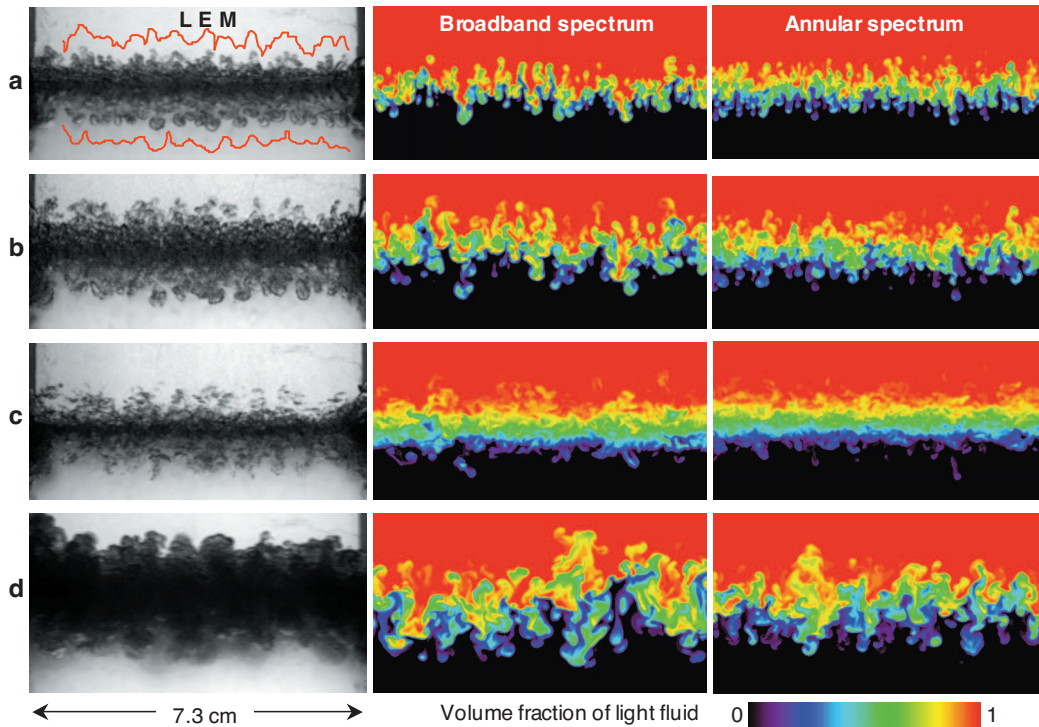 L E M
Broadband spectrum
Annular spectrum
a
b
c
d
7.3 cm
Volume fraction of light fluid
0
1